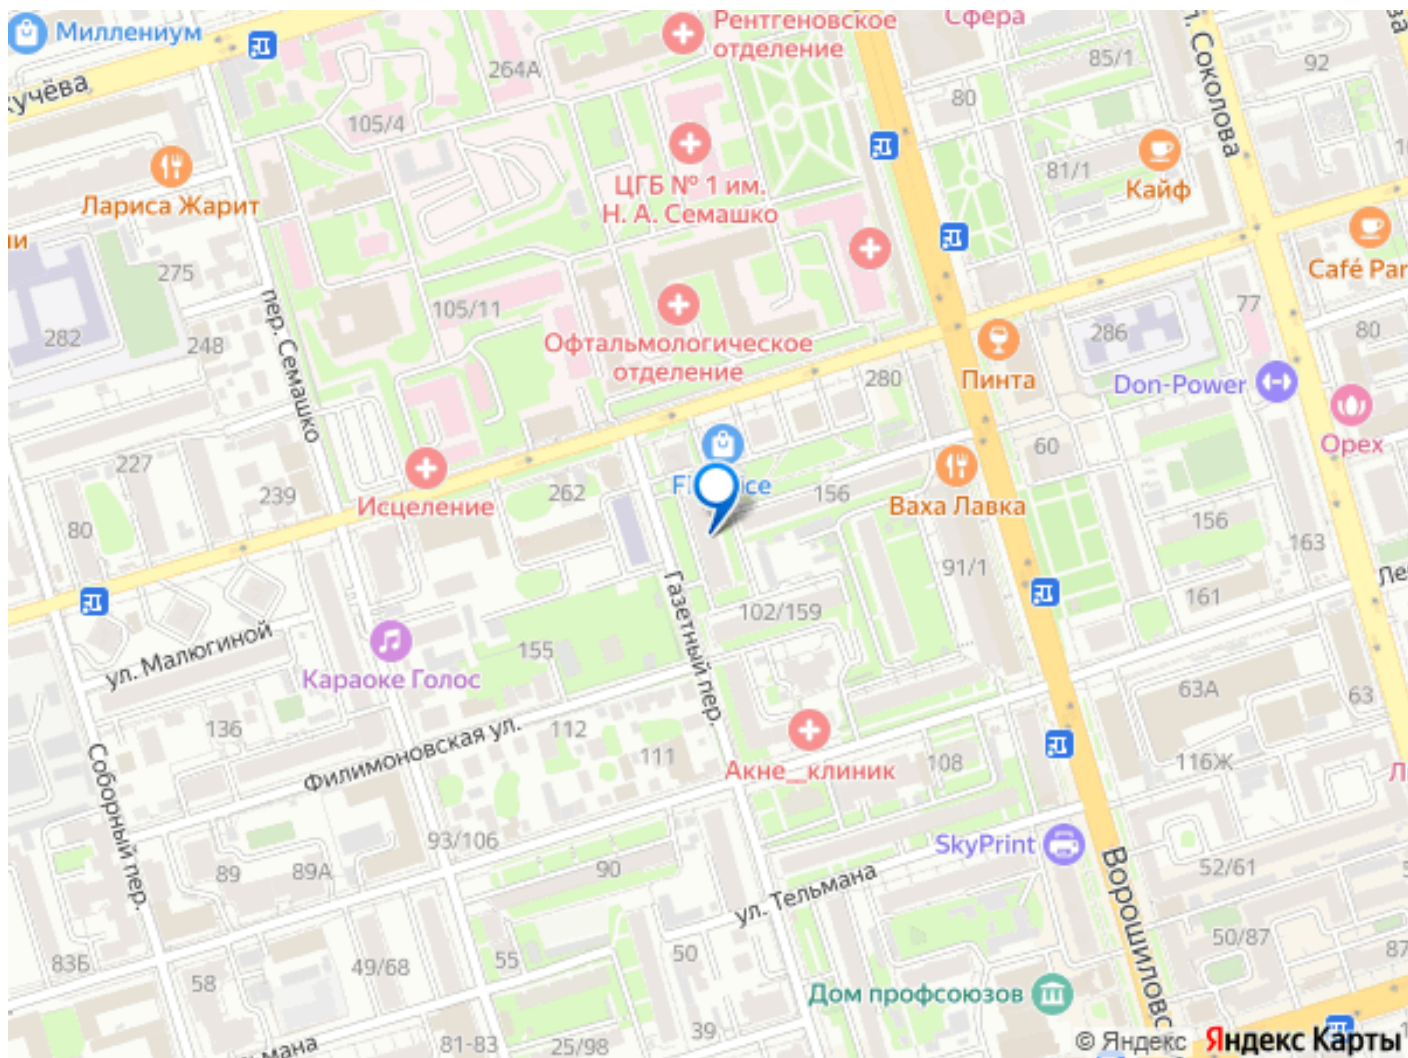 Миллениум
кучёва
264А
Рентгеновское
отделение
Сфера
85/1
92
л. Соколова
80
105/4
ЦГБ № 1 им.
Н. А. Семашко
81/1
Кайф
Лариса Жарит
ии
275
282
248
пер. Семашко
105/11
Офтальмологическое
отделение
280
Пинта
286
77
Café Par
80
Don-Power
Орех
227
239
80
Исцеление
262
156
Ваха Лавка
60
156
163
91/1
161
Ле
Газетный пер.
102/159
ул. Малюгиной
Караоке Голос
155
136
Филимоновская ул.
112
111
Акне_клиник
108
63А
63
116Ж
Соборный пер.
93/106
89
89А
90
SkyPrint
52/61
ул. Тельмана
Ворошиловс
50/87
87
83Б
58
49/68
55
50
Дом профсоюзов
39
ельмана
81-83
25/98
© Яндекс Яндекс Карты